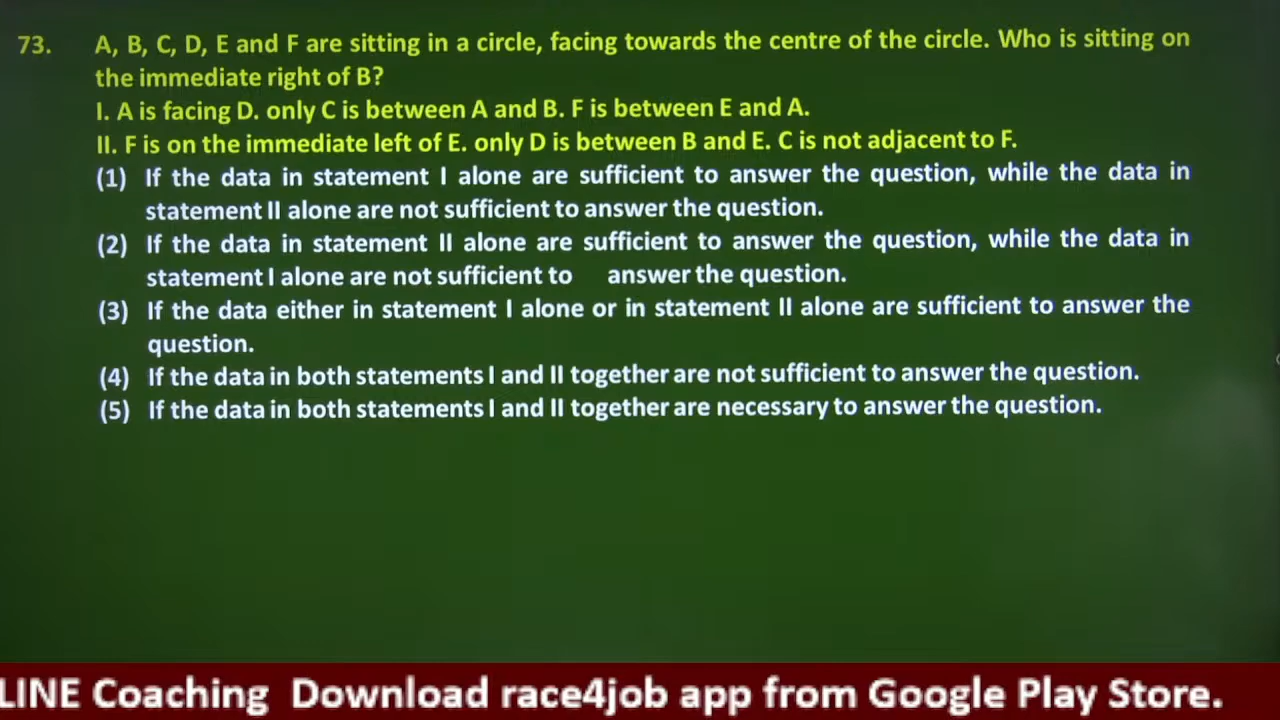 73. A, B, C, D, E and F are sitting in a circle, facing towards the centre of the circle. Who is sitting on
the immediate right of B?
I. A is facing D. only C is between A and B. F is between E and A.
II. F is on the immediate left of E. only D is between B and E. C is not adjacent to F.
(1) If the data in statement I alone are sufficient to answer the question, while the data in
statement II alone are not sufficient to answer the question.
(2) If the data in statement II alone are sufficient to answer the question, while the data in
statement I alone are not sufficient to answer the question.
(3) If the data either in statement I alone or in statement II alone are sufficient to answer the
question.
(4) If the data in both statements I and II together are not sufficient to answer the question.
(5) If the data in both statements I and II together are necessary to answer the question.
LINE Coaching Download race4job app from Google Play Store.